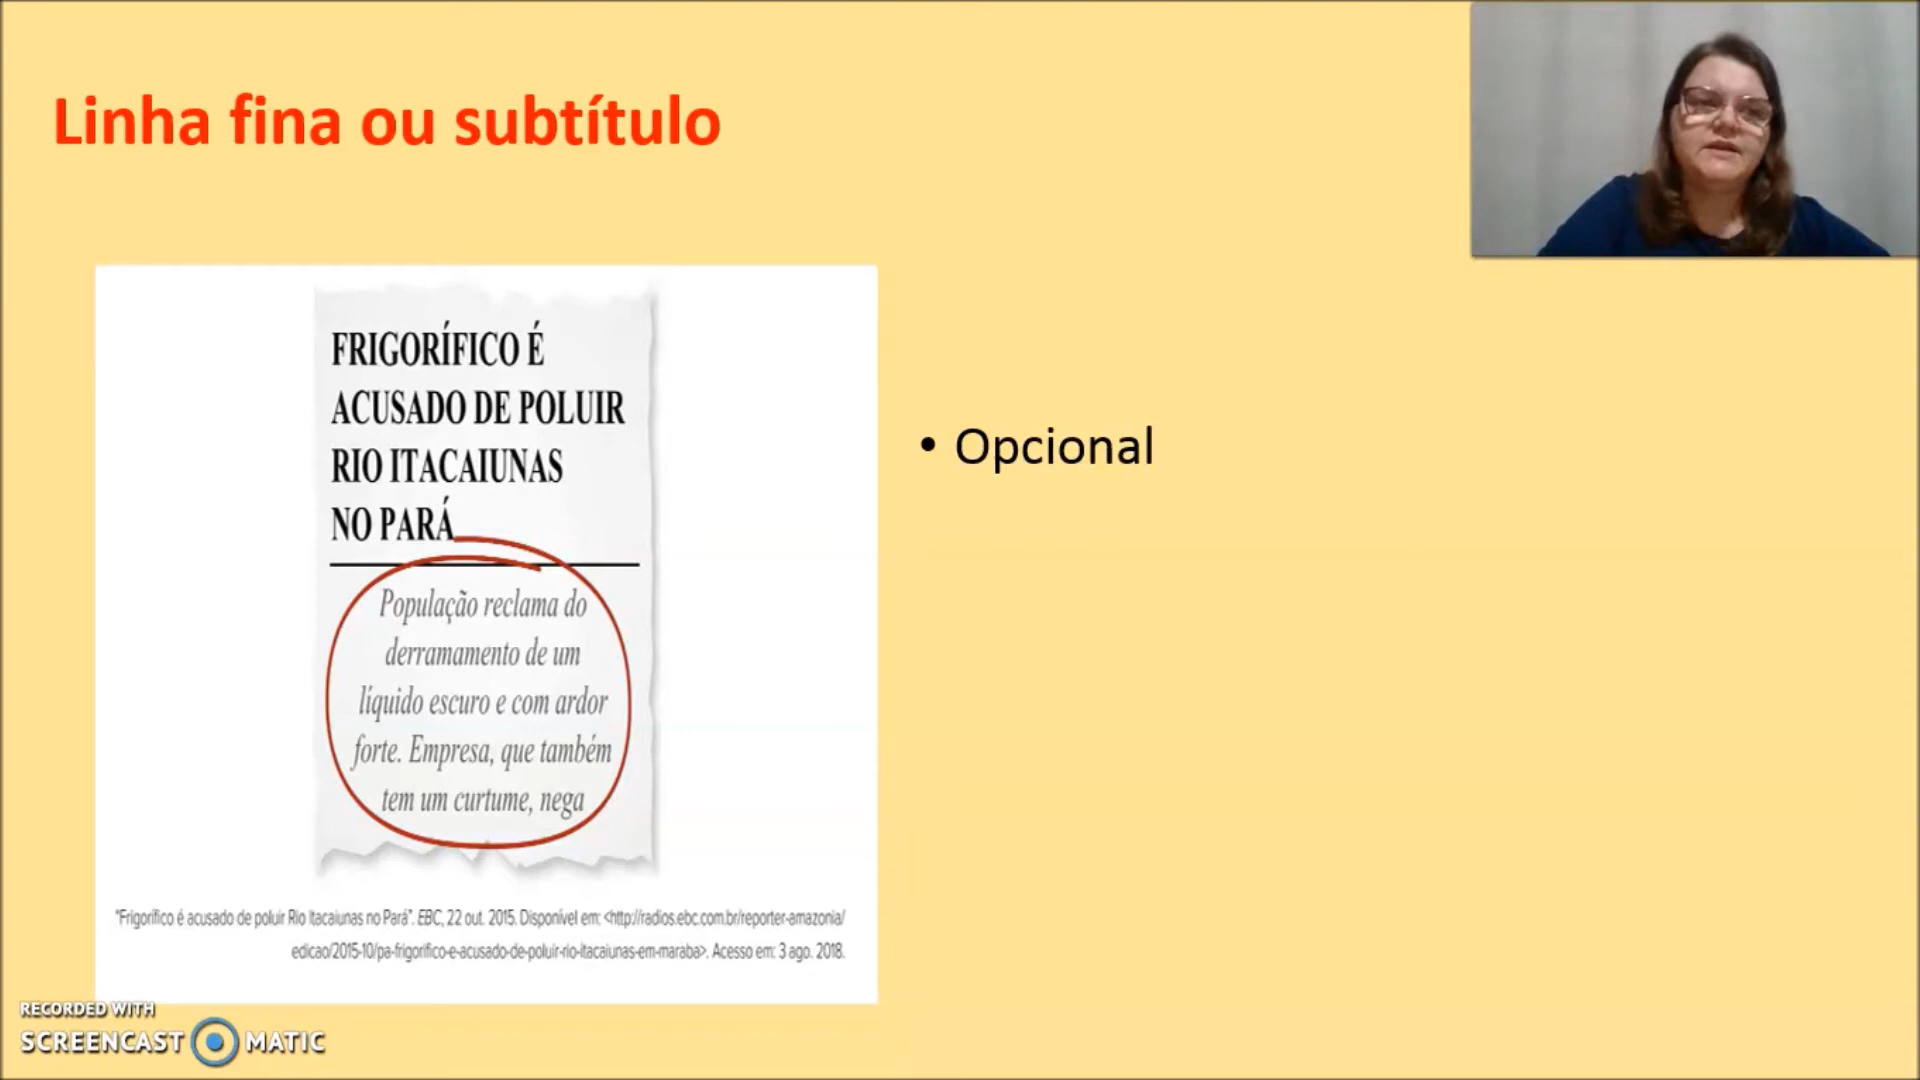 Linha fina ou subtítulo
FRIGORÍFICO É
ACUSADO DE POLUIR
RIO ITACAIUNAS
NO PARÁ
População reclama do
derramamento de um
líquido escuro e com ardor
forte. Empresa, que também
tem um curtume, nega
"Frigorífico é acusado de poluir Rio Itacaiunas no Pará". EBC, 22 out. 2015. Disponível em: <http://radios.ebc.com.br/reporter-amazonia/
edicao/2015-10/pa-frigorifico-e-acusado-de-poluir-rio-itacaiunas-em-maraba>. Acesso em: 3 ago. 2018.
• Opcional
RECORDED WITH
SCREENCAST MATIC